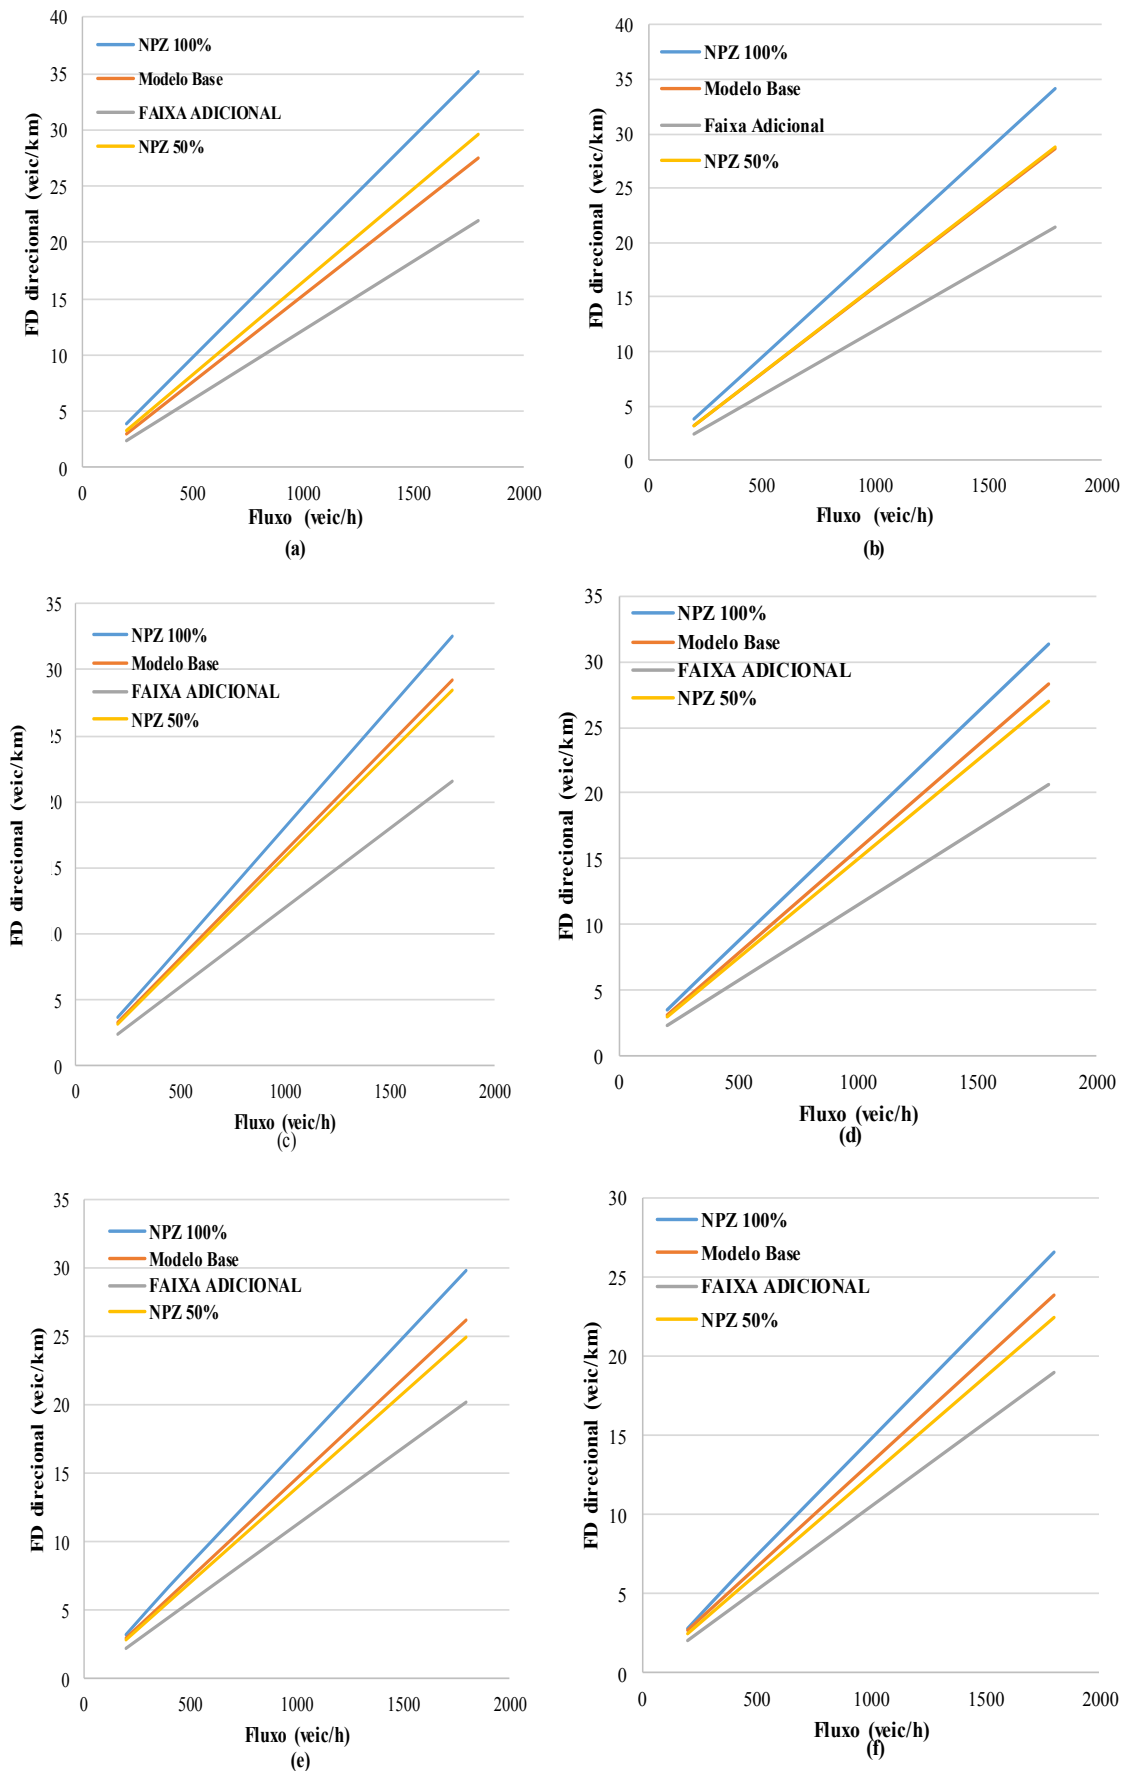 40
35
30
25
20
15
10
5
0
FD direcional (veic/km)
NPZ 100%
Modelo Base
FAIXA ADICIONAL
NPZ 50%
0 500 1000 1500 2000
Fluxo (veic/h)
(a)
40
35
30
25
20
15
10
5
0
FD direcional (veic/km)
NPZ 100%
Modelo Base
Faixa Adicional
NPZ 50%
0 500 1000 1500 2000
Fluxo (veic/h)
(b)
35
30
25
20
15
10
5
0
FD direcional (veic/km)
NPZ 100%
Modelo Base
FAIXA ADICIONAL
NPZ 50%
0 500 1000 1500 2000
Fluxo (veic/h)
(c)
35
30
25
20
15
10
5
0
FD direcional (veic/km)
NPZ 100%
Modelo Base
FAIXA ADICIONAL
NPZ 50%
0 500 1000 1500 2000
Fluxo (veic/h)
(d)
35
30
25
20
15
10
5
0
FD direcional (veic/km)
NPZ 100%
Modelo Base
FAIXA ADICIONAL
NPZ 50%
0 500 1000 1500 2000
Fluxo (veic/h)
(e)
30
25
20
15
10
5
0
FD direcional (veic/km)
NPZ 100%
Modelo Base
FAIXA ADICIONAL
NPZ 50%
0 500 1000 1500 2000
Fluxo (veic/h)
(f)